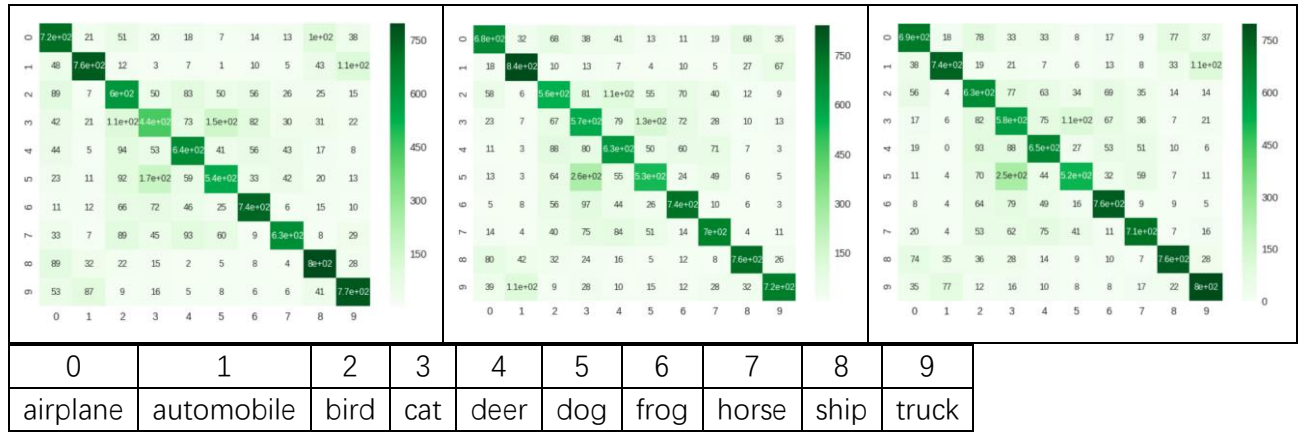 0 7.2e+02 21 51 20 18 7 14 13 1e+02 38
1 48 7.6e+02 12 3 7 1 10 5 43 1.1e+02
2 89 7 6e+02 50 83 50 56 26 25 15
3 42 21 1.1e+02 4.4e+02 73 1.5e+02 82 30 31 22
4 44 5 94 53 6.4e+02 41 56 43 17 8
5 23 11 92 1.7e+02 59 5.4e+02 33 42 20 13
6 11 12 66 72 46 25 7.4e+02 6 15 10
7 33 7 89 45 93 60 9 6.3e+02 8 29
8 89 32 22 15 2 5 8 4 8e+02 28
9 53 87 9 16 5 8 6 6 41 7.7e+02
0 1 2 3 4 5 6 7 8 9
750
600
450
300
150
0 6.8e+02 32 68 38 41 13 11 19 68 35
1 18 8.4e+02 10 13 7 4 10 5 27 67
2 58 6 5.6e+02 81 1.1e+02 55 70 40 12 9
3 23 7 67 5.7e+02 79 1.3e+02 72 28 10 13
4 11 3 88 80 6.3e+02 50 60 71 7 3
5 13 3 64 2.6e+02 55 5.3e+02 24 49 6 5
6 5 8 56 97 44 26 7.4e+02 10 6 3
7 14 4 40 75 84 51 14 7e+02 4 11
8 80 42 32 24 16 5 12 8 7.6e+02 26
9 39 1.1e+02 9 28 10 15 12 28 32 7.2e+02
0 1 2 3 4 5 6 7 8 9
750
600
450
300
150
0 6.9e+02 18 78 33 33 8 17 9 77 37
1 38 7.4e+02 19 21 7 6 13 8 33 1.1e+02
2 56 4 6.3e+02 77 63 34 69 35 14 14
3 17 6 82 5.8e+02 75 1.1e+02 67 36 7 21
4 19 0 93 88 6.5e+02 27 53 51 10 6
5 11 4 70 2.5e+02 44 5.2e+02 32 59 7 11
6 8 4 64 79 49 16 7.6e+02 9 9 5
7 20 4 53 62 75 41 11 7.1e+02 7 16
8 74 35 36 28 14 9 10 7 7.6e+02 28
9 35 77 12 16 10 8 8 17 22 8e+02
0 1 2 3 4 5 6 7 8 9
750
600
450
300
150
0
0 1 2 3 4 5 6 7 8 9
airplane automobile bird cat deer dog frog horse ship truck